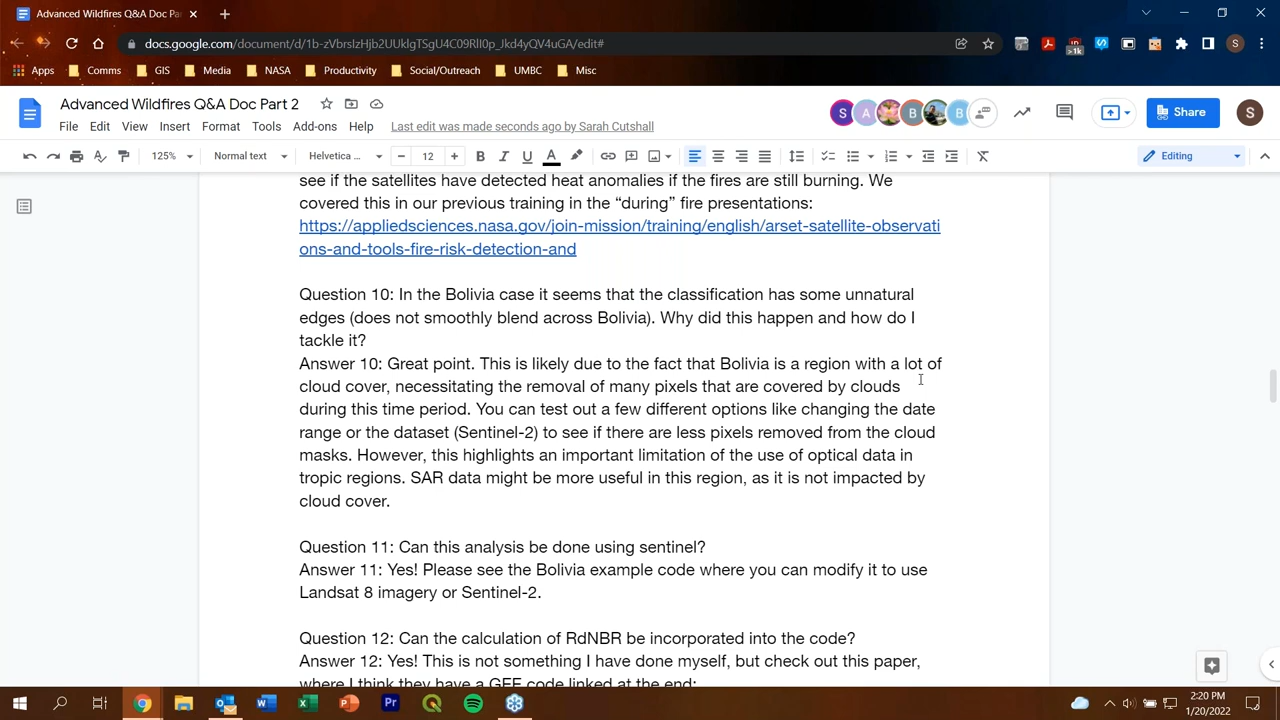 Advanced Wildfires Q&A Doc Pa
docs.google.com/document/d/1b-zVbrsIzHjb2UUklgTSgU4C09RlI0p_Jkd4yQV4uGA/edit#
>1k
S
Apps Comms GIS Media NASA Productivity Social/Outreach UMBC Misc
Advanced Wildfires Q&A Doc Part 2
S A B B
Share
S
File Edit View Insert Format Tools Add-ons Help Last edit was made seconds ago by Sarah Cutshall
125% Normal text Helvetica ... 12 B I U A Editing
see if the satellites have detected heat anomalies if the fires are still burning. We
covered this in our previous training in the “during” fire presentations:
https://appliedsciences.nasa.gov/join-mission/training/english/arset-satellite-observati
ons-and-tools-fire-risk-detection-and
Question 10: In the Bolivia case it seems that the classification has some unnatural
edges (does not smoothly blend across Bolivia). Why did this happen and how do I
tackle it?
Answer 10: Great point. This is likely due to the fact that Bolivia is a region with a lot of
cloud cover, necessitating the removal of many pixels that are covered by clouds
during this time period. You can test out a few different options like changing the date
range or the dataset (Sentinel-2) to see if there are less pixels removed from the cloud
masks. However, this highlights an important limitation of the use of optical data in
tropic regions. SAR data might be more useful in this region, as it is not impacted by
cloud cover.
Question 11: Can this analysis be done using sentinel?
Answer 11: Yes! Please see the Bolivia example code where you can modify it to use
Landsat 8 imagery or Sentinel-2.
Question 12: Can the calculation of RdNBR be incorporated into the code?
Answer 12: Yes! This is not something I have done myself, but check out this paper,
where I think they have a GEE code linked at the end:
2:20 PM
1/20/2022